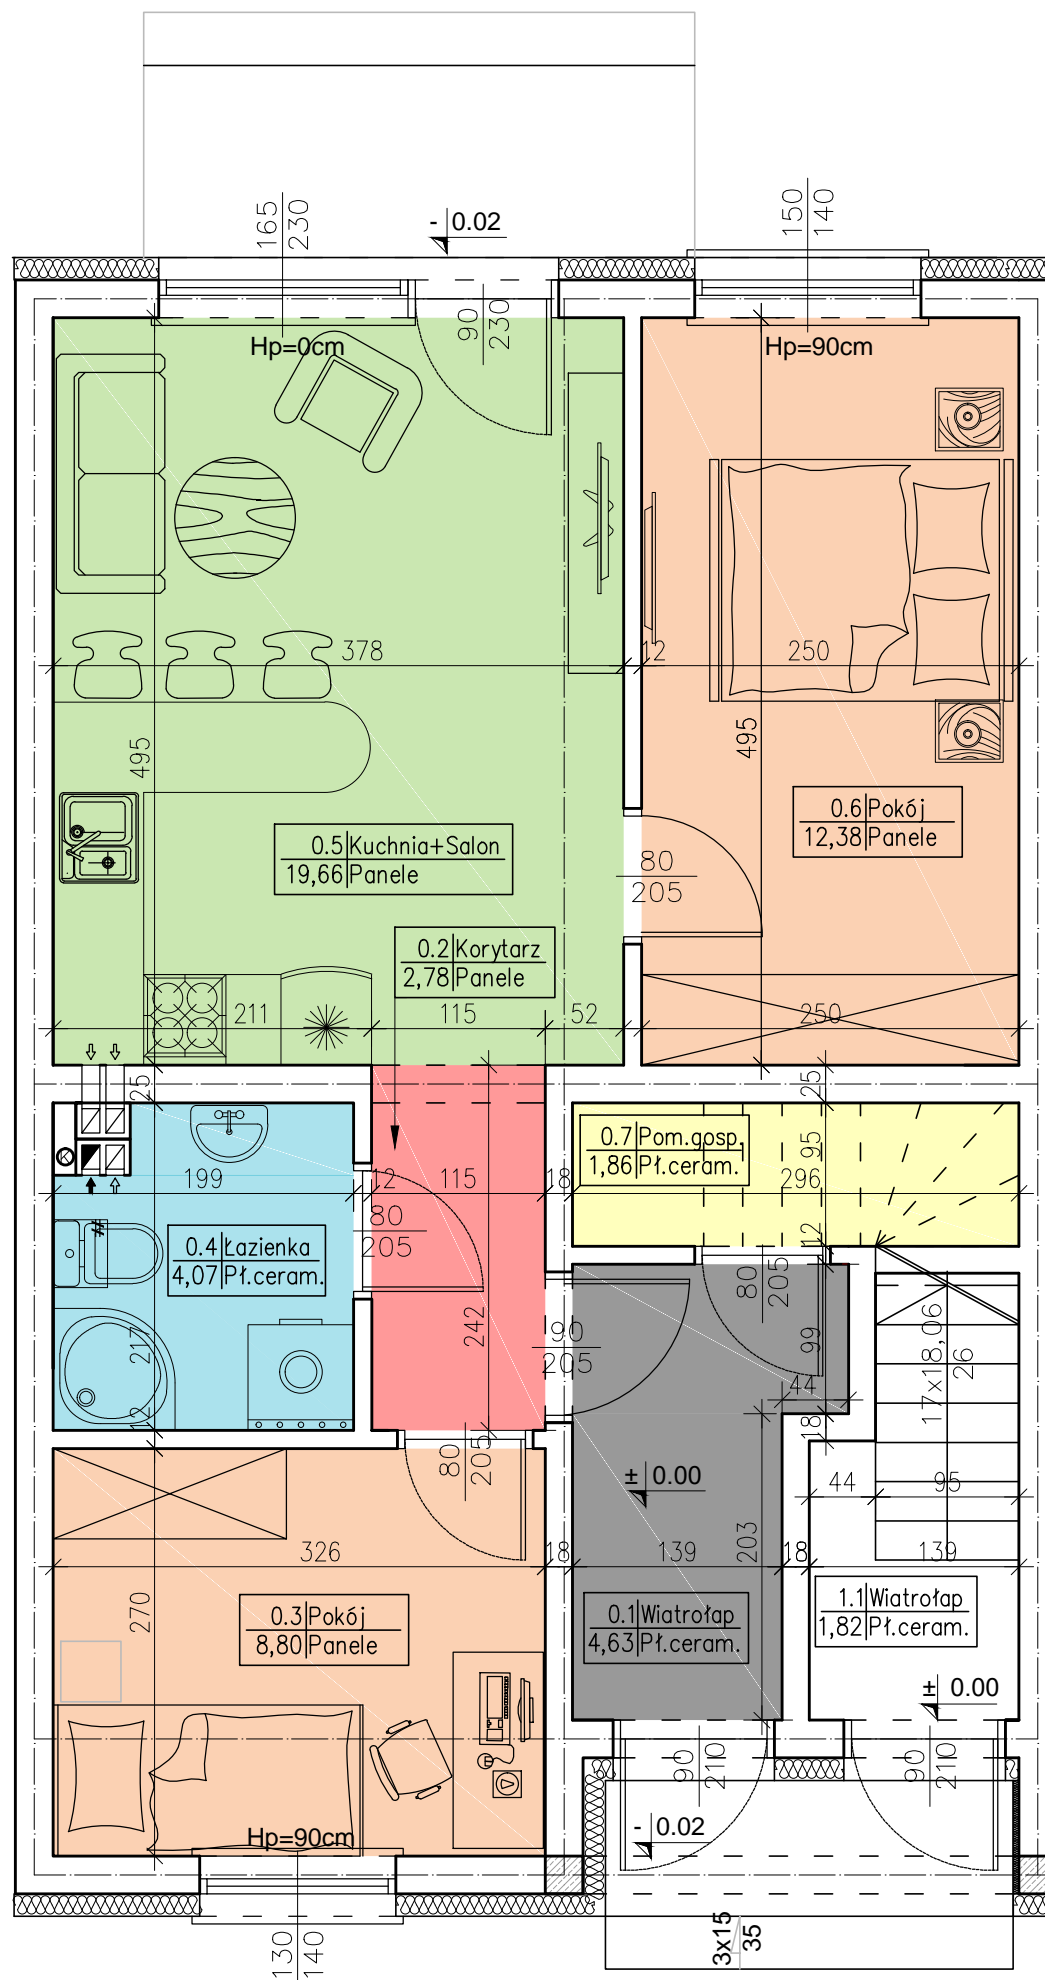 165
230
- 0.02
150
140
90
230
Hp=0cm
Hp=90cm
378
12
250
495
495
0.6 Pokój
12,38 Panele
0.5 Kuchnia+Salon
19,66 Panele
80
205
0.2 Korytarz
2,78 Panele
211
115
52
250
25
25
0.7 Pom.gosp.
1,86 Pł.ceram.
95
199
12
115
18
296
80
205
0.4 Łazienka
4,07 Pł.ceram.
12
80
205
217
242
90
205
99
17x18,06
26
44
12
18
80
205
± 0.00
44
95
203
326
18
139
18
139
270
0.3 Pokój
8,80 Panele
0.1 Wiatrołap
4,63 Pł.ceram.
1.1 Wiatrołap
1,82 Pł.ceram.
± 0.00
90
210
90
210
Hp=90cm
- 0.02
130
140
3x15
35